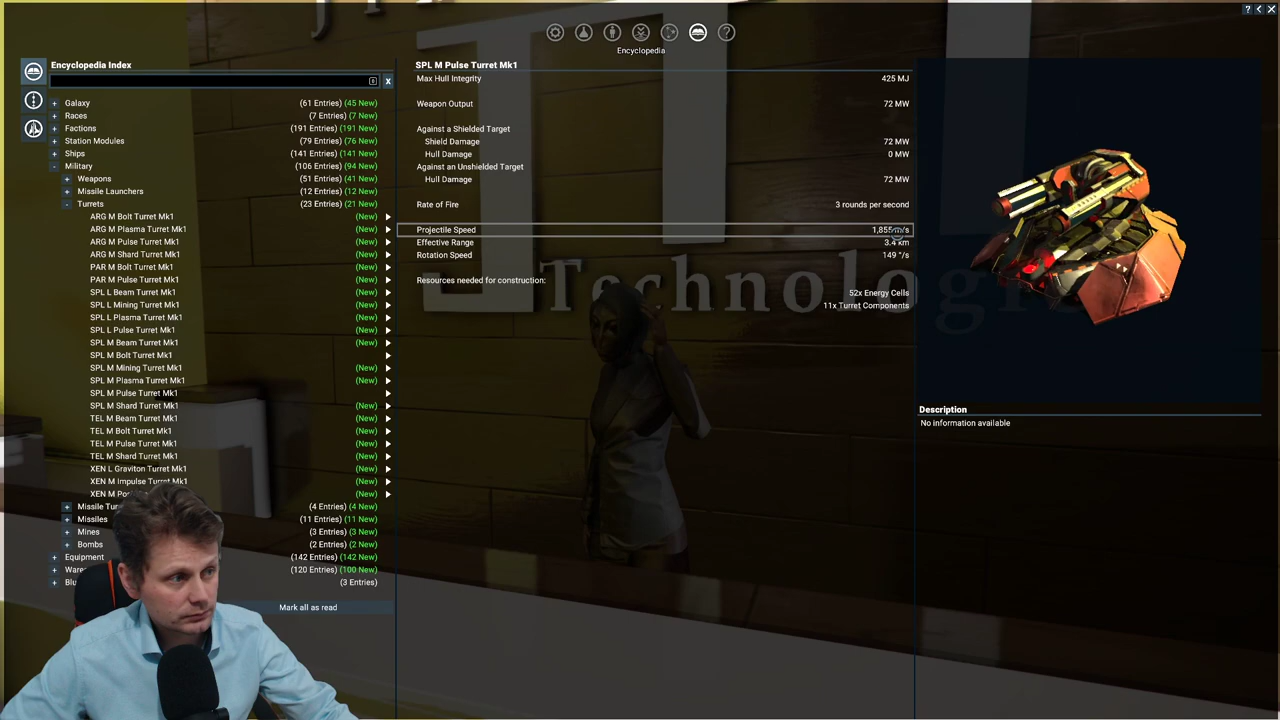 ? < X
J T
Encyclopedia
Encyclopedia Index
x
+ Galaxy (61 Entries) (45 New)
+ Races (7 Entries) (7 New)
+ Factions (191 Entries) (191 New)
+ Station Modules (79 Entries) (76 New)
+ Ships (141 Entries) (141 New)
- Military (106 Entries) (94 New)
+ Weapons (51 Entries) (41 New)
+ Missile Launchers (12 Entries) (12 New)
- Turrets (23 Entries) (21 New)
ARG M Bolt Turret Mk1 (New)
ARG M Plasma Turret Mk1 (New)
ARG M Pulse Turret Mk1 (New)
ARG M Shard Turret Mk1 (New)
PAR M Bolt Turret Mk1 (New)
PAR M Pulse Turret Mk1 (New)
SPL L Beam Turret Mk1 (New)
SPL L Mining Turret Mk1 (New)
SPL L Plasma Turret Mk1 (New)
SPL L Pulse Turret Mk1 (New)
SPL M Beam Turret Mk1 (New)
SPL M Bolt Turret Mk1
SPL M Mining Turret Mk1 (New)
SPL M Plasma Turret Mk1 (New)
SPL M Pulse Turret Mk1
SPL M Shard Turret Mk1 (New)
TEL M Beam Turret Mk1 (New)
TEL M Bolt Turret Mk1 (New)
TEL M Pulse Turret Mk1 (New)
TEL M Shard Turret Mk1 (New)
XEN L Graviton Turret Mk1 (New)
XEN M Impulse Turret Mk1 (New)
XEN M (New)
+ Missile (4 Entries) (4 New)
+ Missiles (11 Entries) (11 New)
+ Mines (3 Entries) (3 New)
+ Bombs (2 Entries) (2 New)
+ Equipment (142 Entries) (142 New)
+ (120 Entries) (100 New)
+ (3 Entries)
Mark all as read
SPL M Pulse Turret Mk1
Max Hull Integrity 425 MJ
Weapon Output 72 MW
Against a Shielded Target
Shield Damage 72 MW
Hull Damage 0 MW
Against an Unshielded Target
Hull Damage 72 MW
Rate of Fire 3 rounds per second
Projectile Speed 1,855 m/s
Effective Range 3.4 km
Rotation Speed 149 °/s
Resources needed for construction:
52x Energy Cells
11x Turret Components
Technolog
Description
No information available